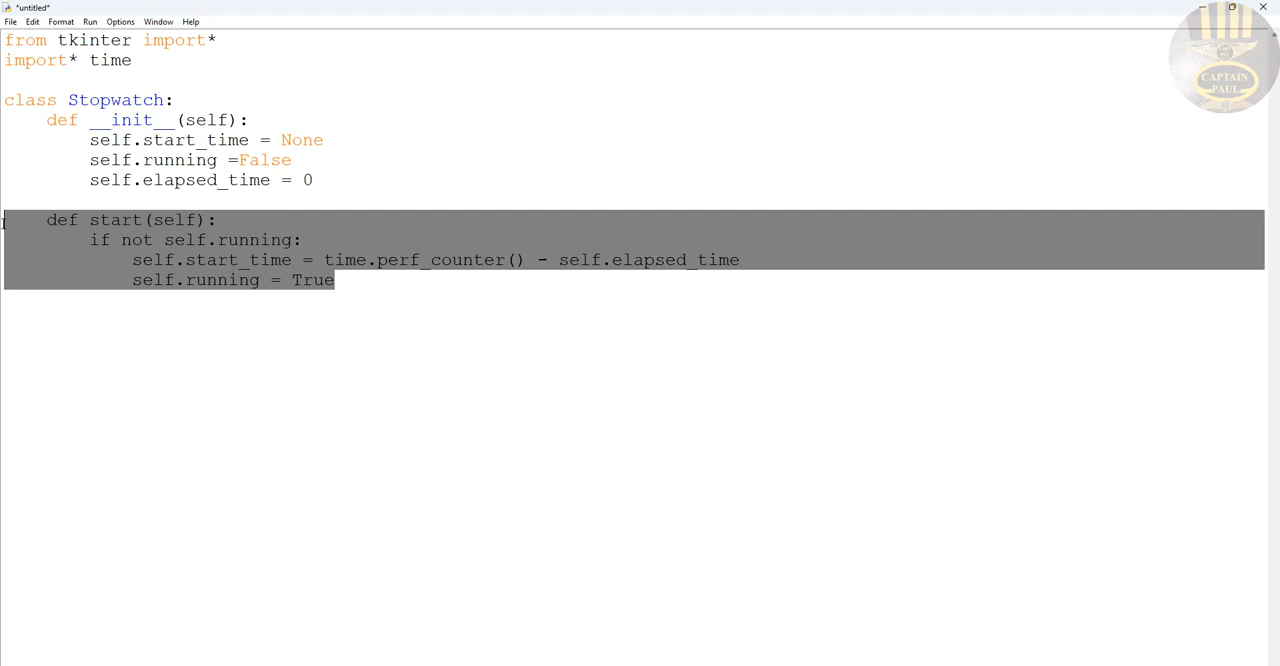 *untitled*
File Edit Format Run Options Window Help
from tkinter import*
import* time
class Stopwatch:
    def __init__(self):
        self.start_time = None
        self.running =False
        self.elapsed_time = 0
    def start(self):
        if not self.running:
            self.start_time = time.perf_counter() - self.elapsed_time
            self.running = True
CAPTAIN
PAUL